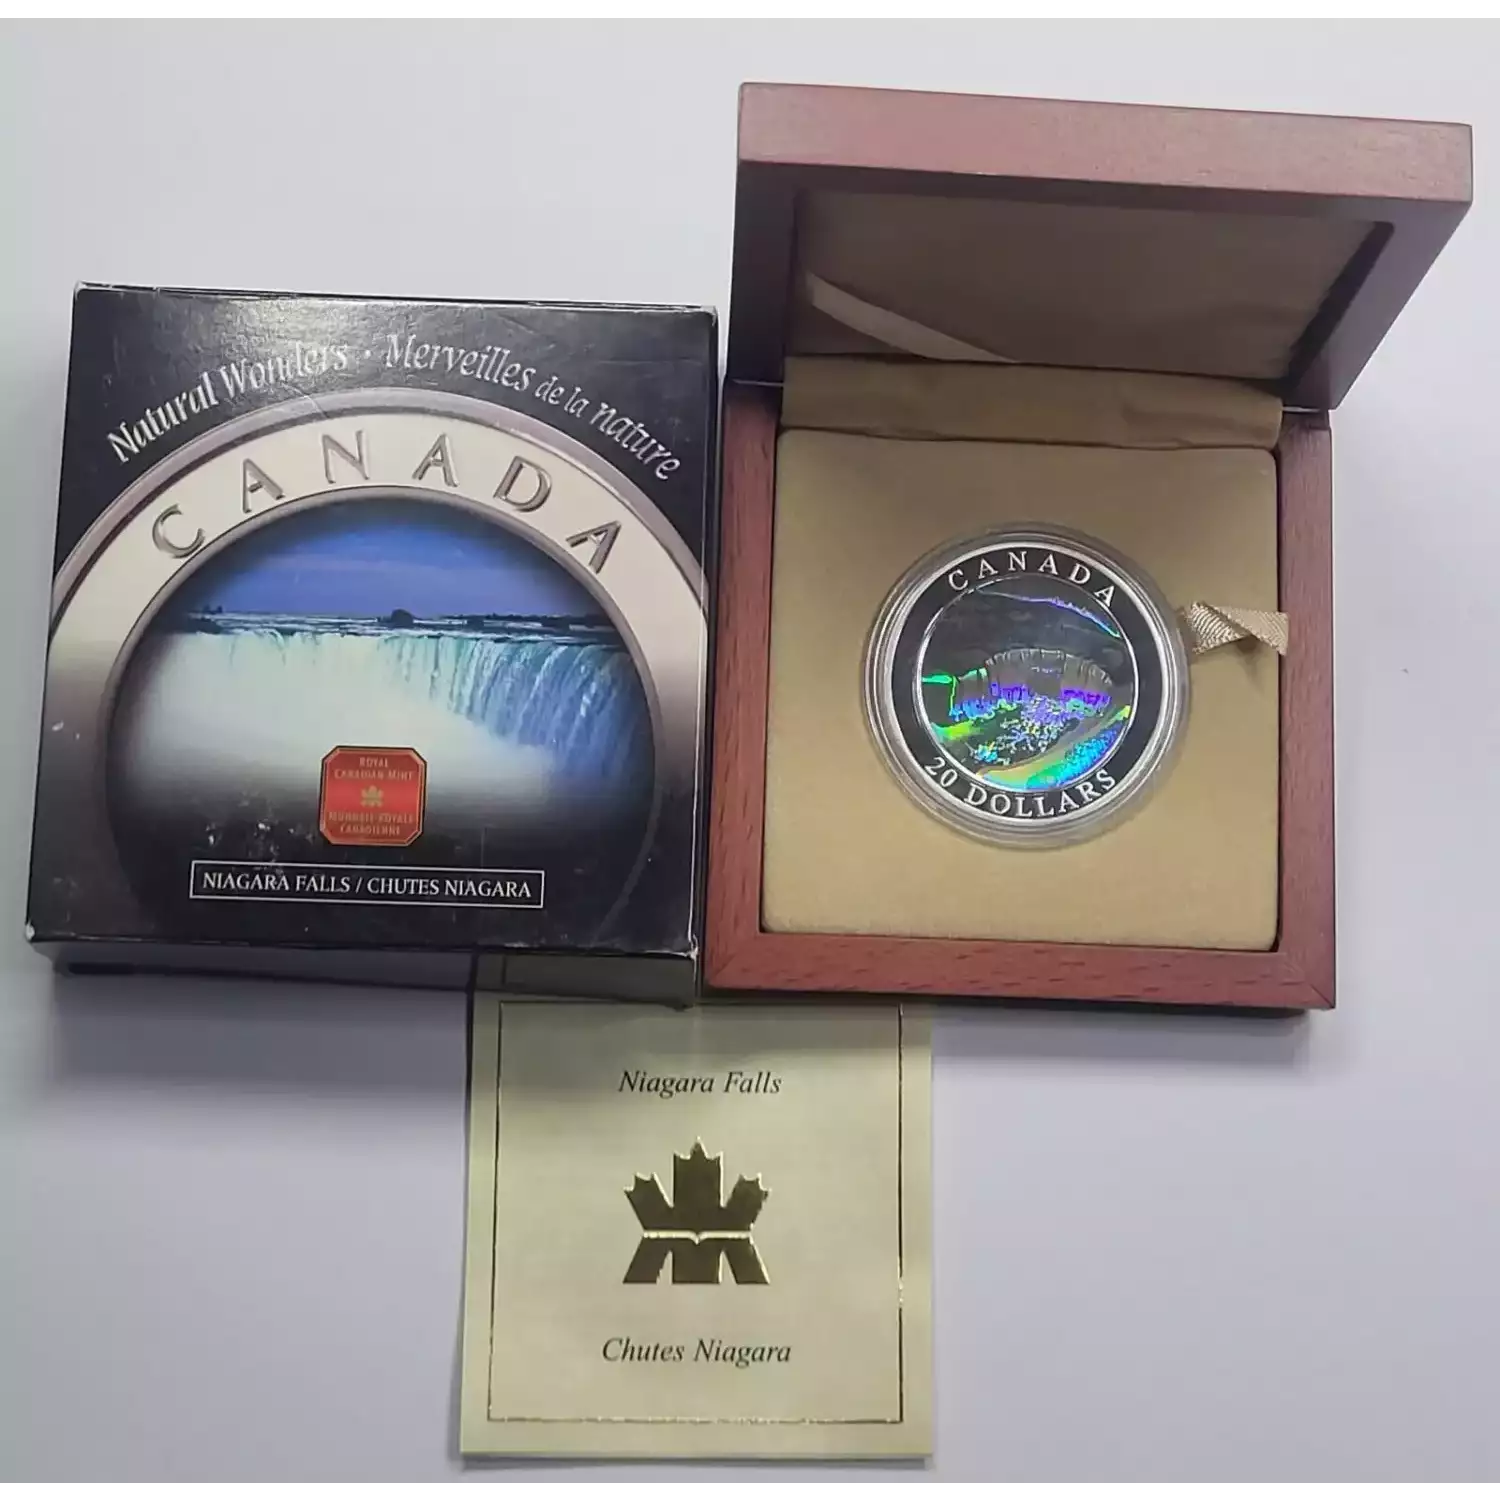 Natural Wonders · Merveilles de la nature
CANADA
ROYAL
CANADIAN MINT
MONNAIE ROYALE
CANADIENNE
NIAGARA FALLS / CHUTES NIAGARA
CANADA
20 DOLLARS
Niagara Falls
Chutes Niagara